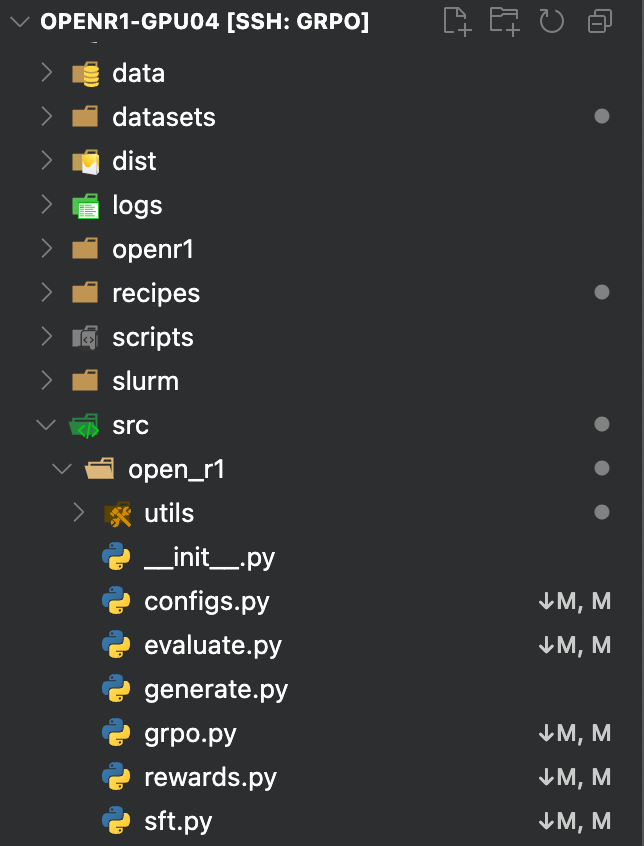 OPENR1-GPU04 [SSH: GRPO]
data
datasets
dist
logs
openr1
recipes
scripts
slurm
src
open_r1
utils
__init__.py
configs.py ↓M, M
evaluate.py ↓M, M
generate.py
grpo.py ↓M, M
rewards.py ↓M, M
sft.py ↓M, M